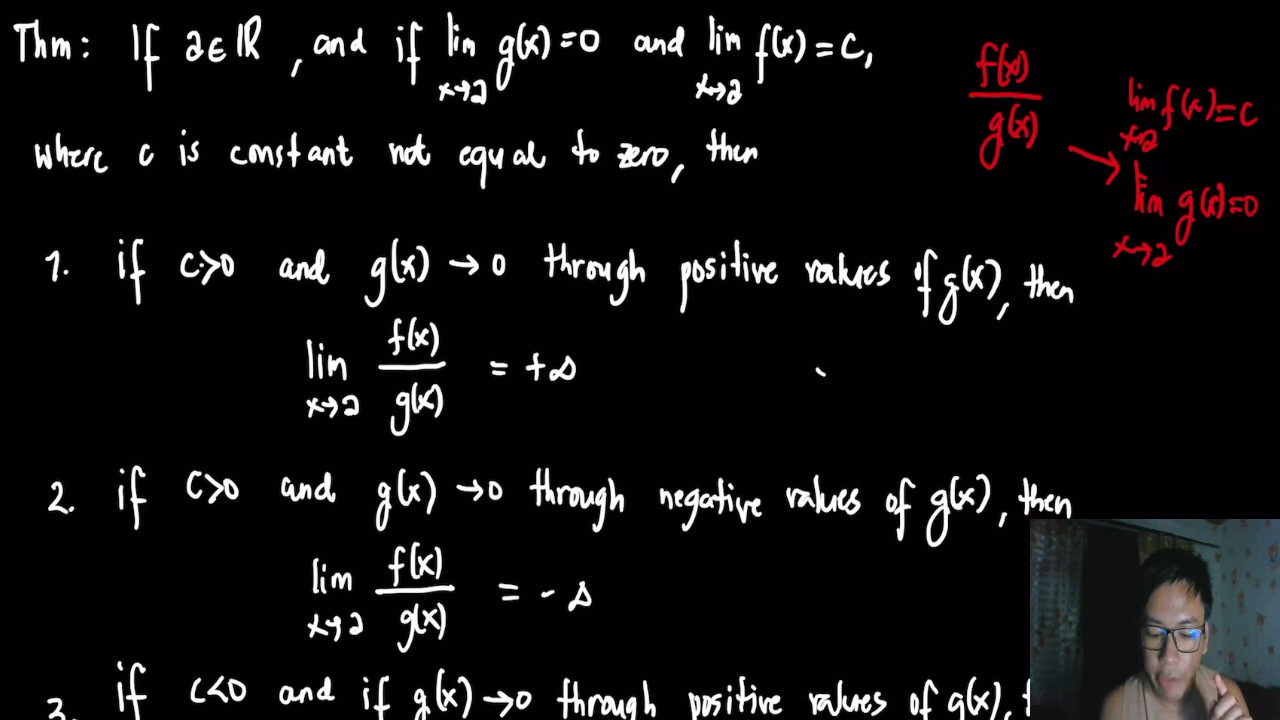 Thm: If a∈ℝ, and if lim g(x)=0 and lim f(x)=c,
x→a x→a
where c is constant not equal to zero, then
f(x)
g(x)
lim f(x)=c
x→a
lim g(x)=0
x→a
1. if c>0 and g(x) →0 through positive values of g(x), then
lim f(x)/g(x) = +∞
x→a
2. if c>0 and g(x) →0 through negative values of g(x), then
lim f(x)/g(x) = -∞
x→a
3. if c<0 and if g(x) →0 through positive values of g(x),